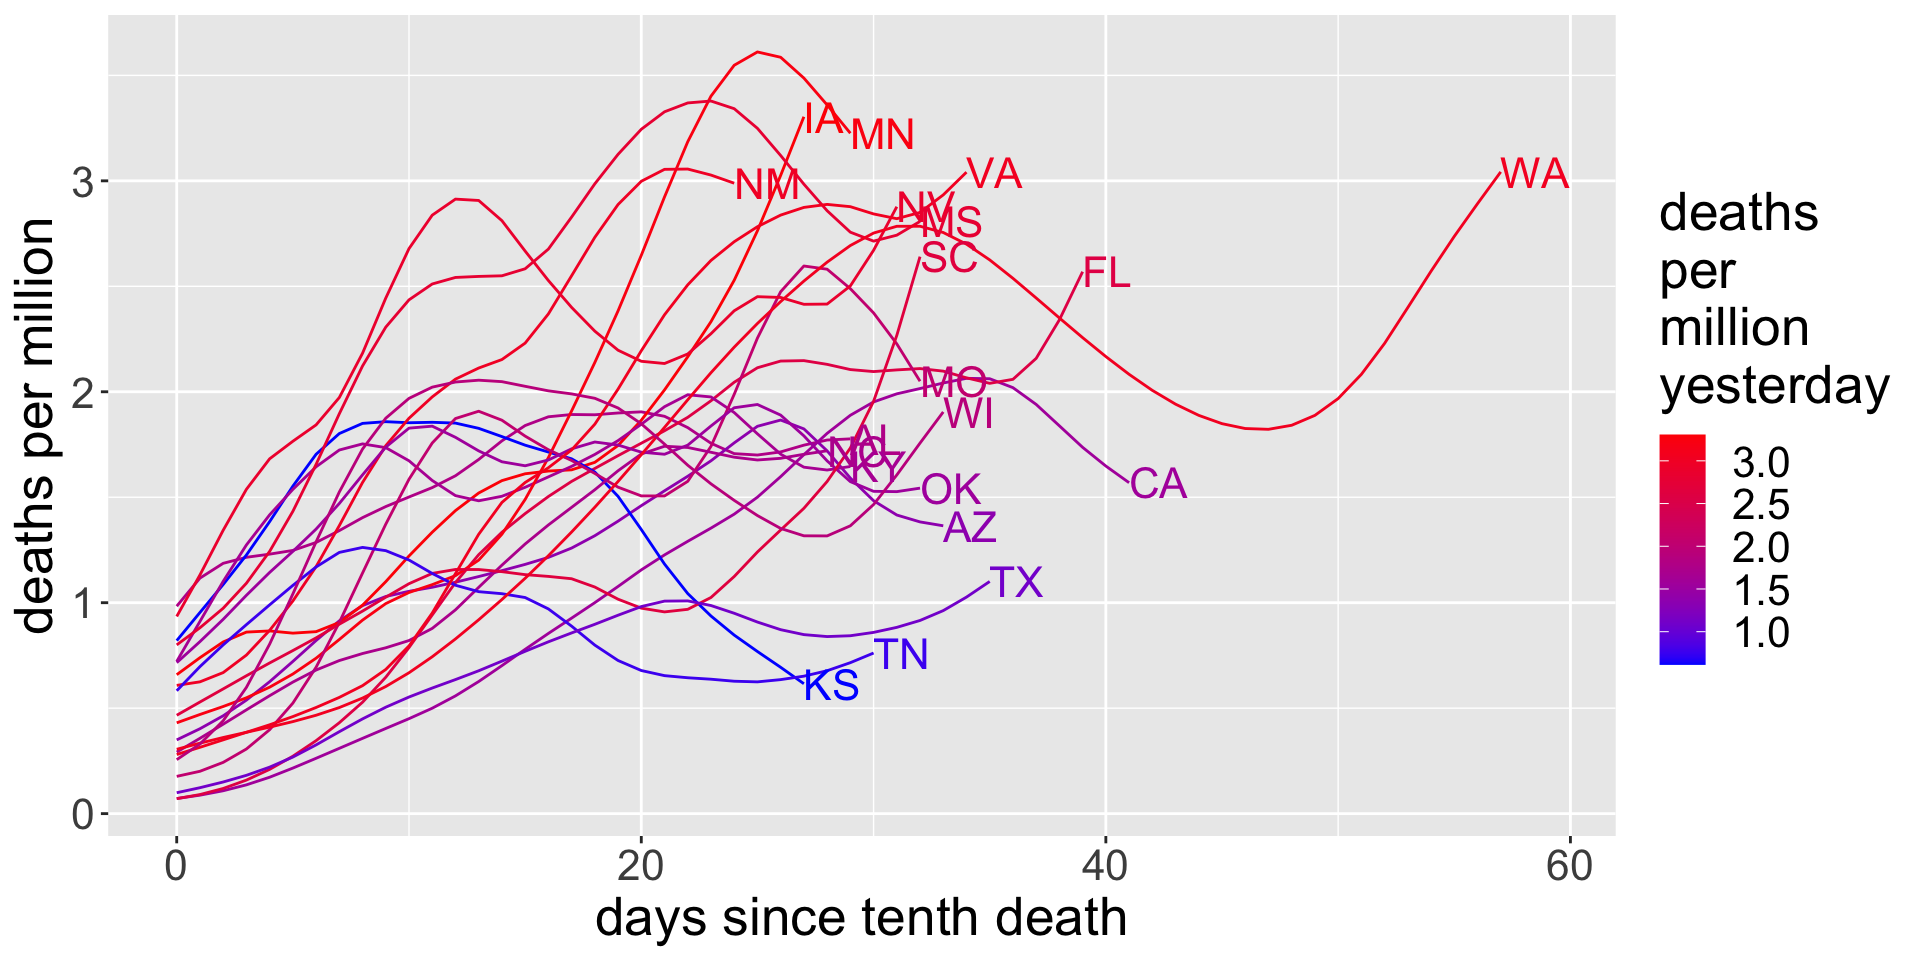 deaths per million
3
2
1
0
IA
MN
NM
VA
WA
NV
MS
SC
FL
MO
WI
KY
CA
OK
AZ
TX
TN
KS
0
20
40
60
days since tenth death
deaths
per
million
yesterday
3.0
2.5
2.0
1.5
1.0